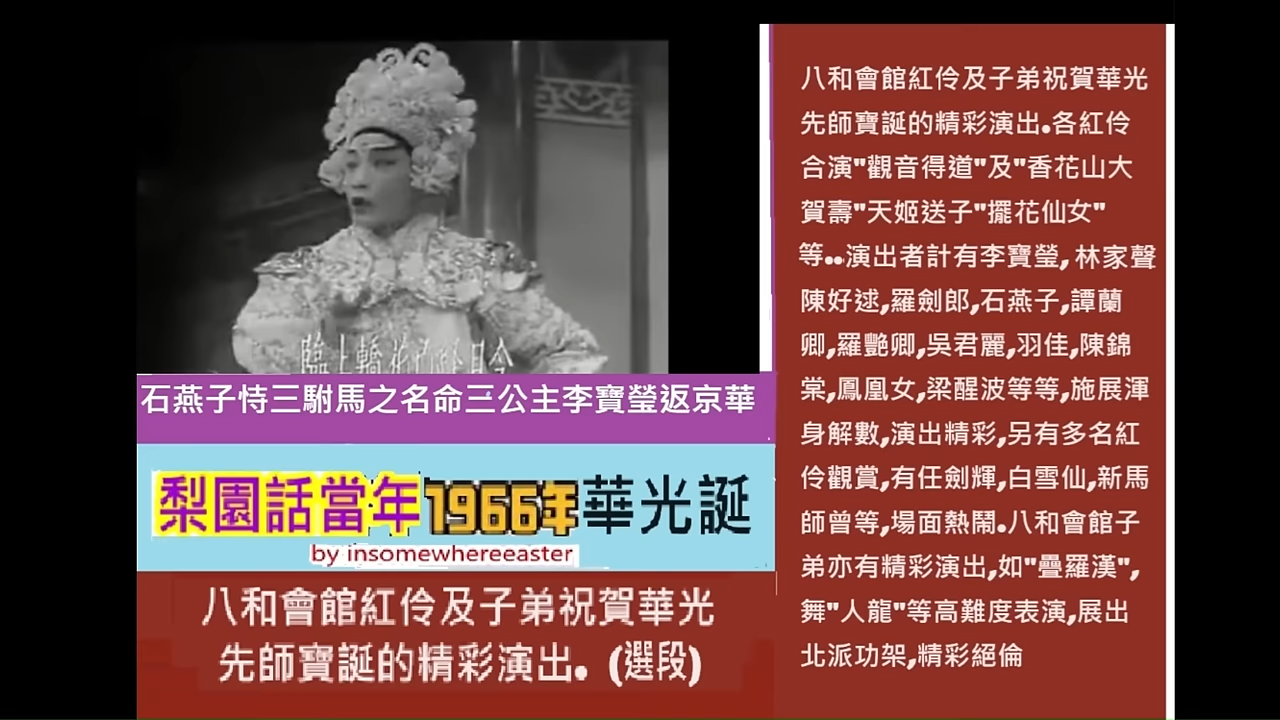 石燕子恃三駙馬之名命三公主李寶瑩返京華
梨園話當年1966年華光誕
by insomewhereeaster
八和會館紅伶及子弟祝賀華光
先師寶誕的精彩演出. (選段)
八和會館紅伶及子弟祝賀華光
先師寶誕的精彩演出.各紅伶
合演"觀音得道"及"香花山大
賀壽"天姬送子"擺花仙女"
等..演出者計有李寶瑩,林家聲
陳好逑,羅劍郎,石燕子,譚蘭
卿,羅艷卿,吳君麗,羽佳,陳錦
棠,鳳凰女,梁醒波等等,施展渾
身解數,演出精彩,另有多名紅
伶觀賞,有任劍輝,白雪仙,新馬
師曾等,場面熱鬧.八和會館子
弟亦有精彩演出,如"疊羅漢",
舞"人龍"等高難度表演,展出
北派功架,精彩絕倫